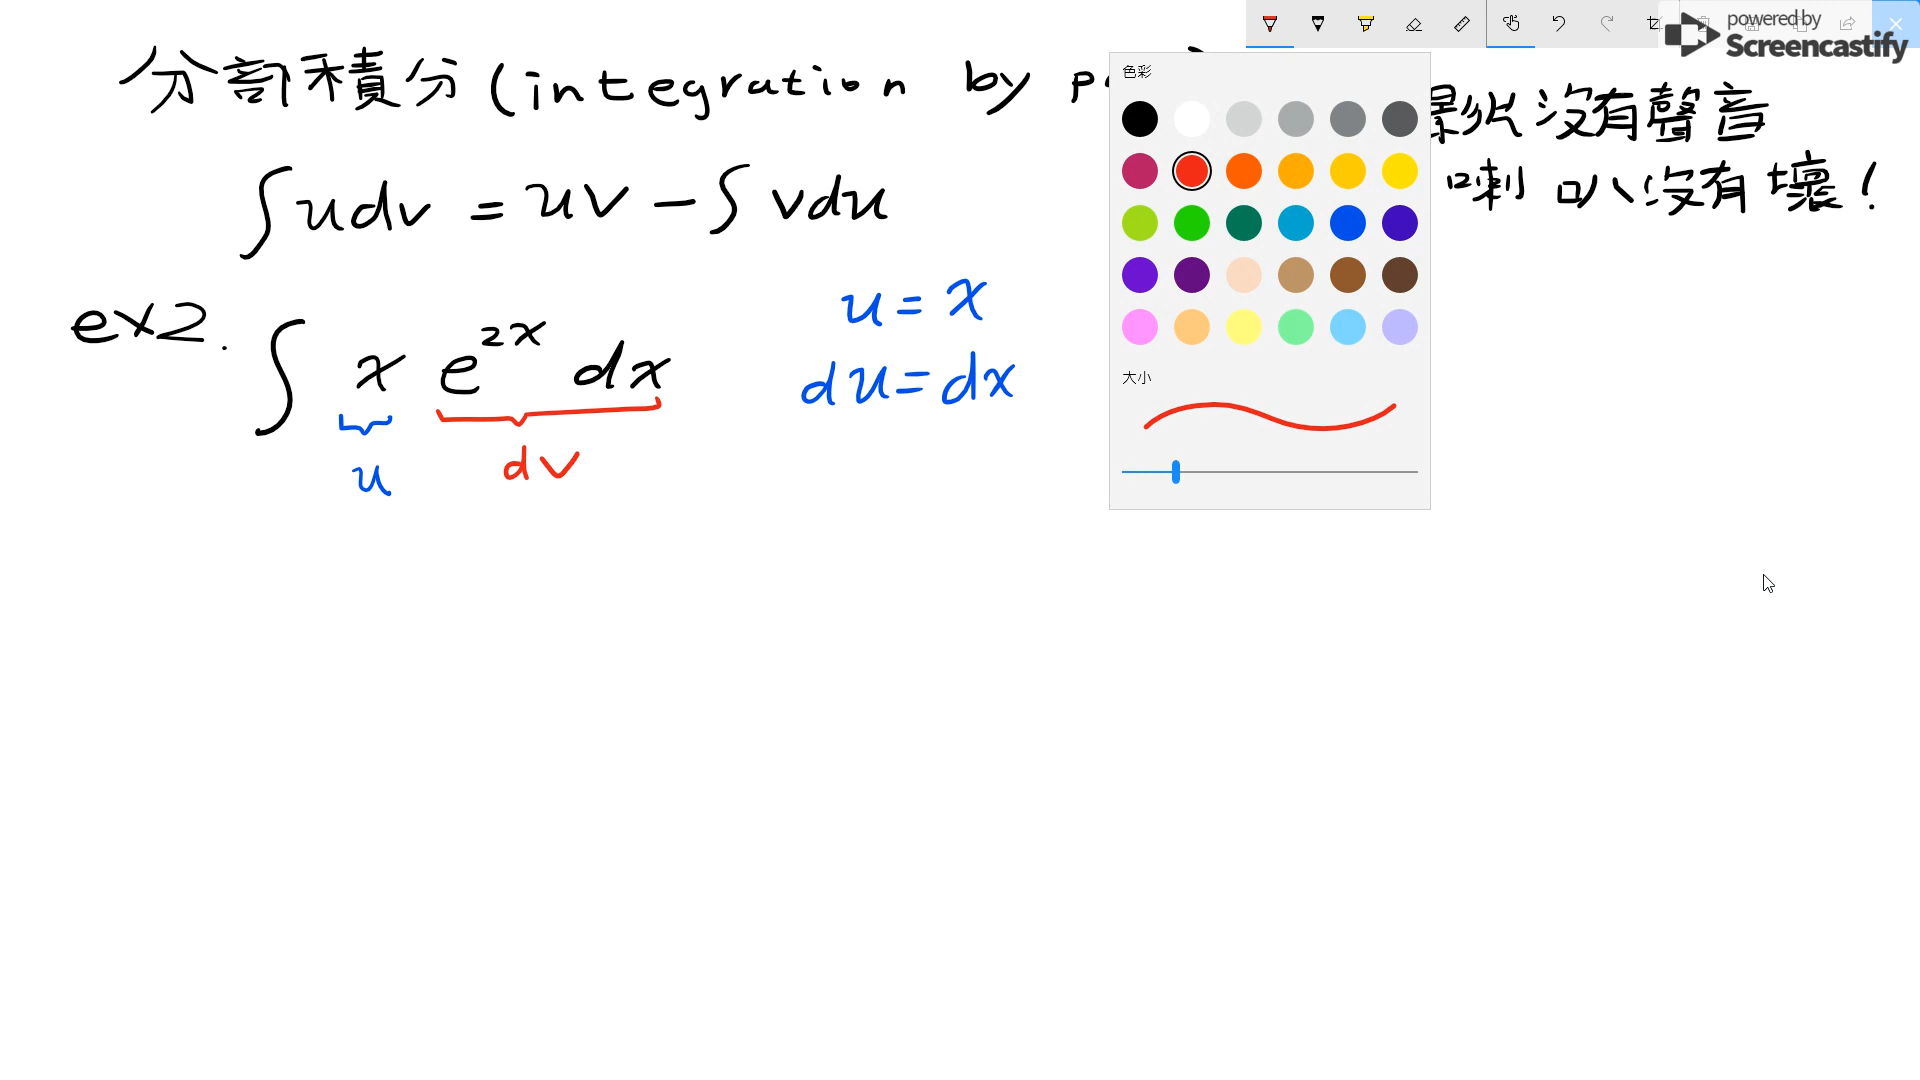 分部積分 (integration by
影片 沒有聲音
喇叭沒有壞!
∫udv = uv - ∫vdu
ex2. ∫ x e^{2x} dx
u dv
u = x
du = dx
色彩
大小
powered by
Screencastify